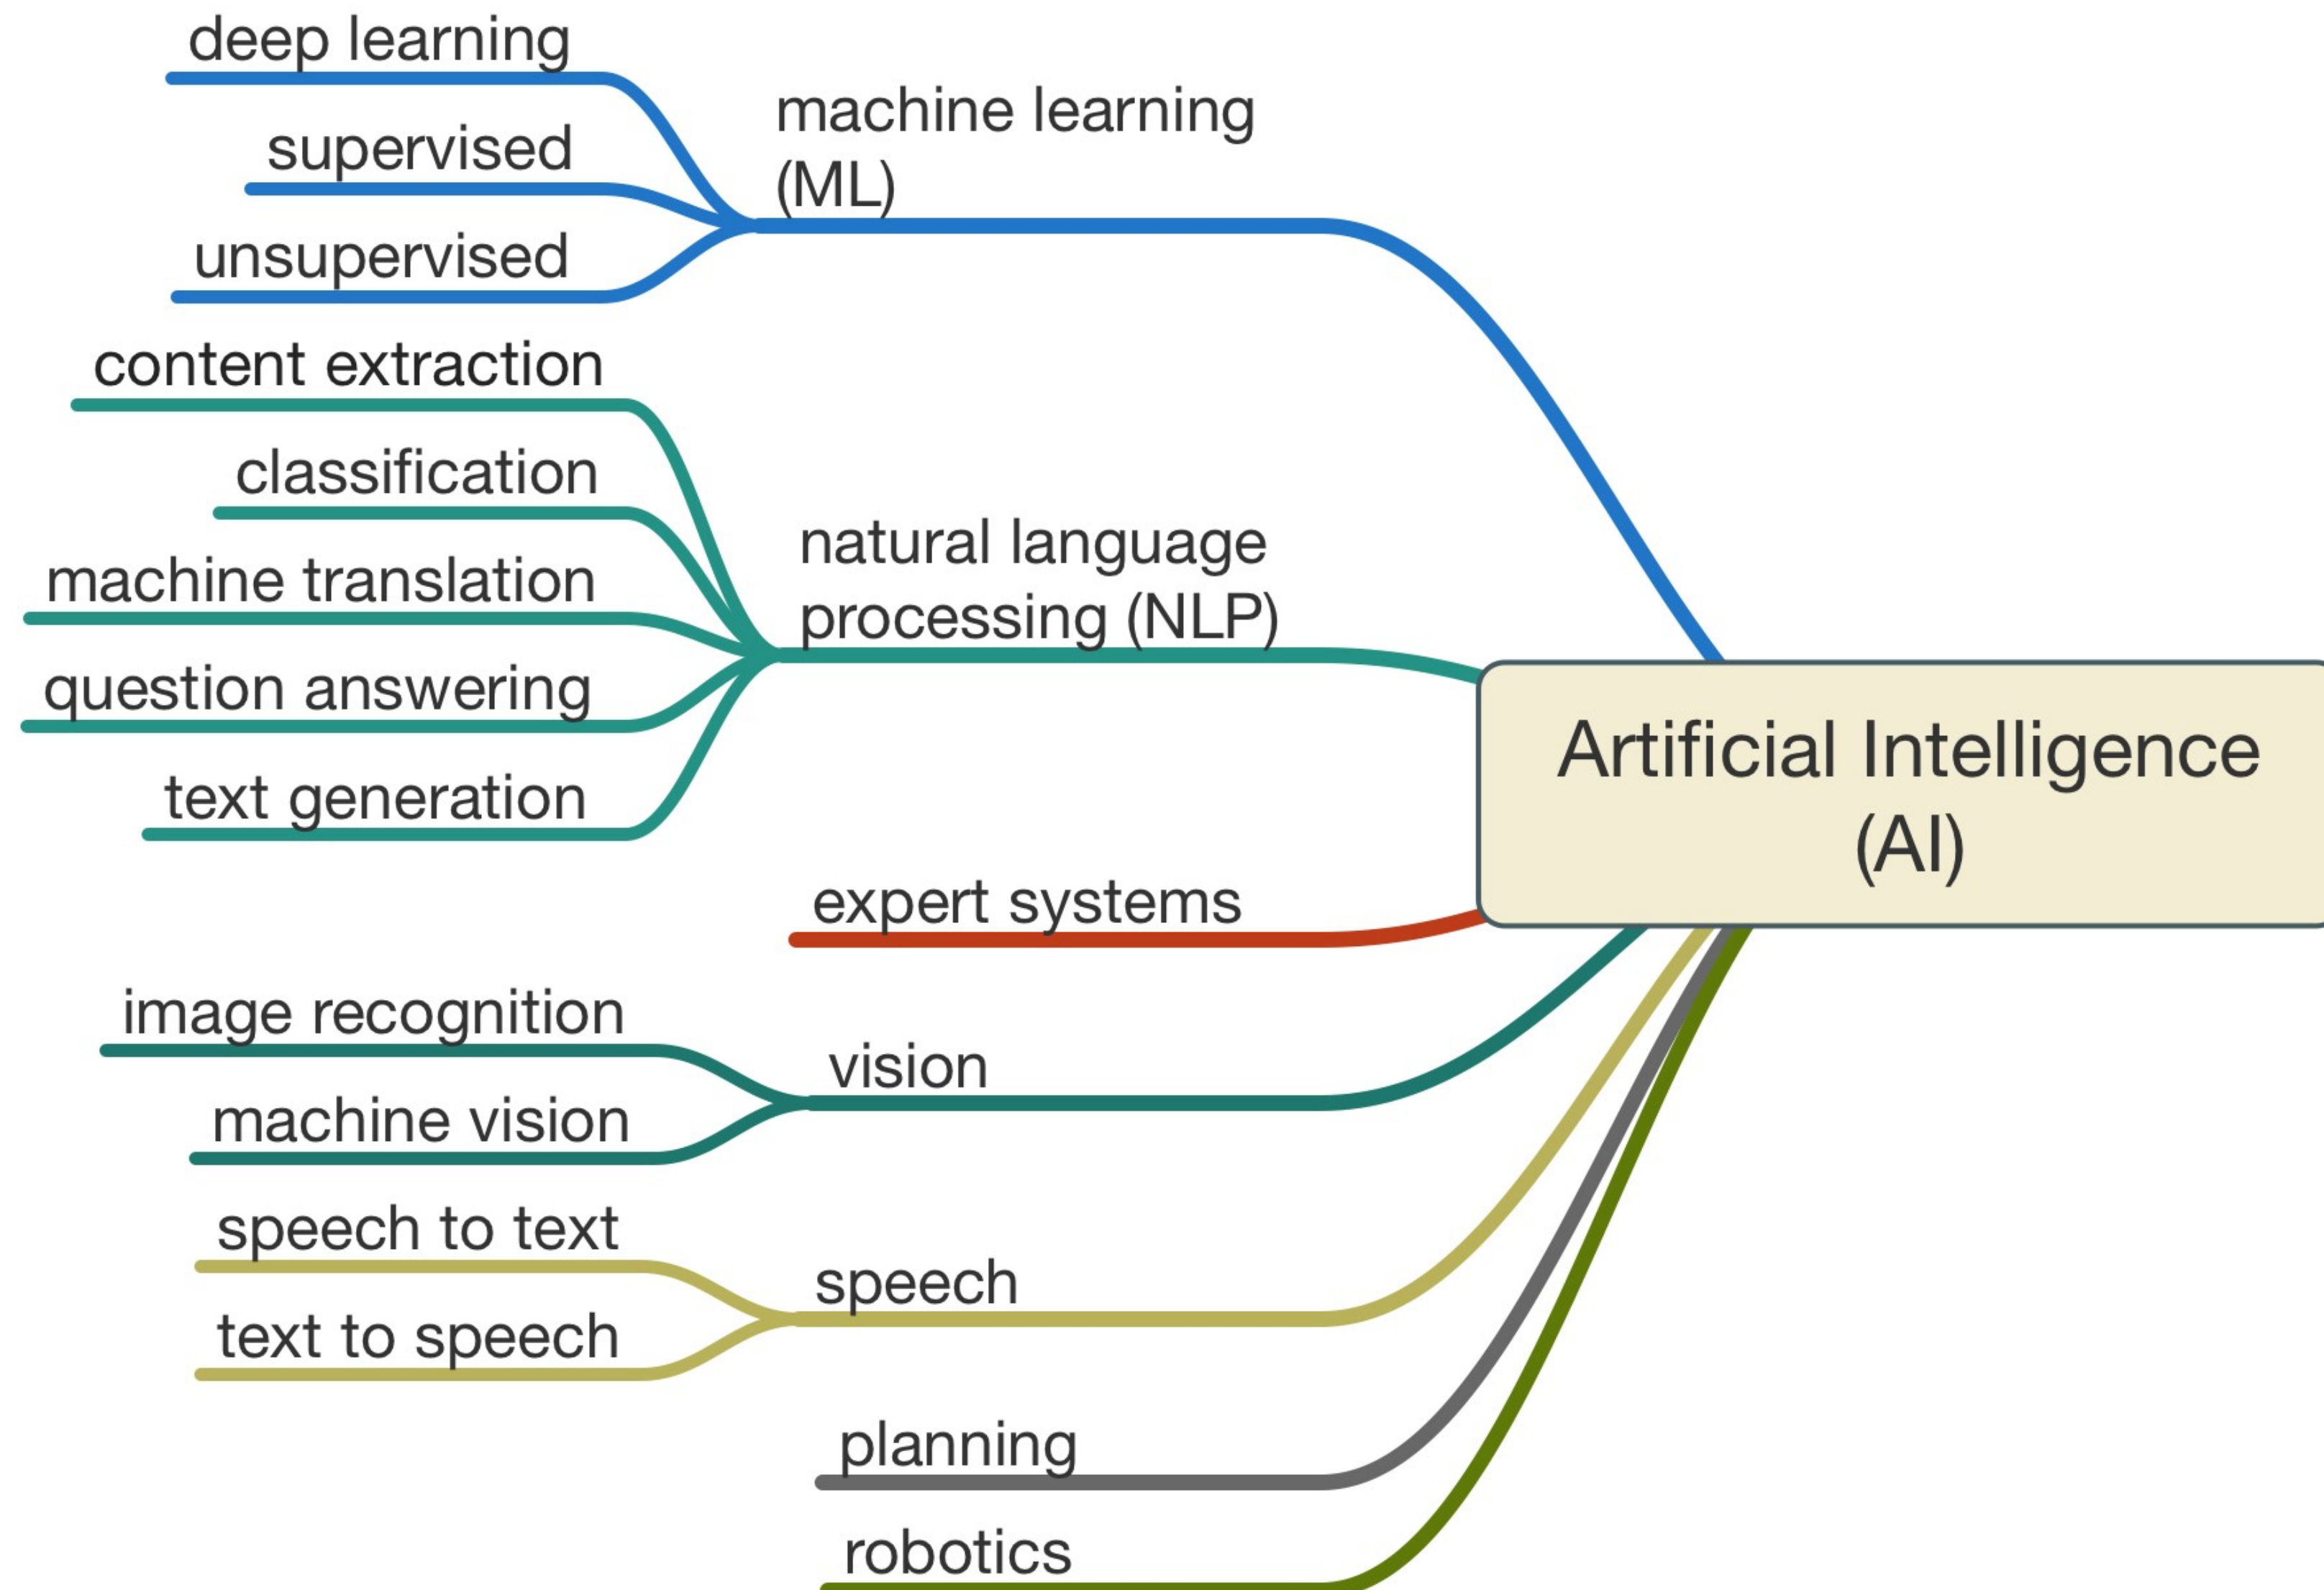 deep learning
supervised
unsupervised
machine learning
(ML)
content extraction
classification
machine translation
question answering
text generation
natural language
processing (NLP)
expert systems
image recognition
machine vision
vision
speech to text
text to speech
speech
planning
robotics
Artificial Intelligence
(AI)